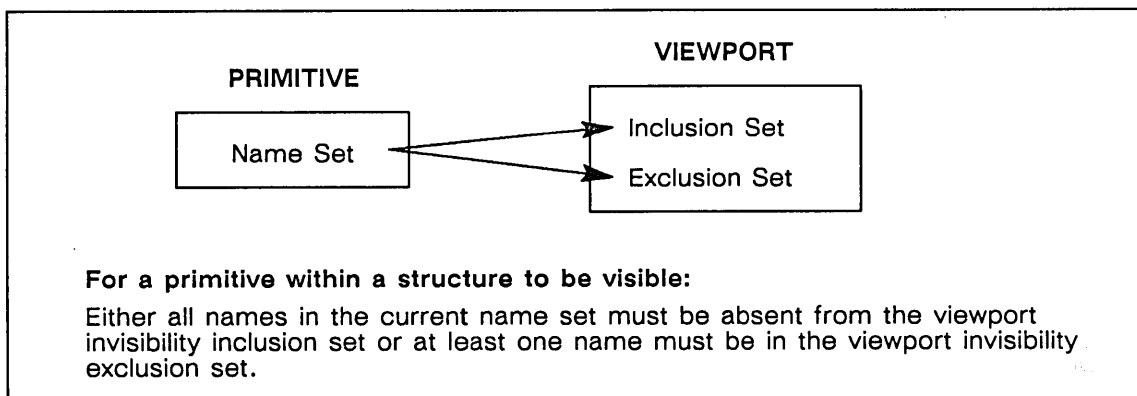 PRIMITIVE
Name Set
VIEWPORT
Inclusion Set
Exclusion Set
For a primitive within a structure to be visible:
Either all names in the current name set must be absent from the viewport
invisibility inclusion set or at least one name must be in the viewport invisibility
exclusion set.